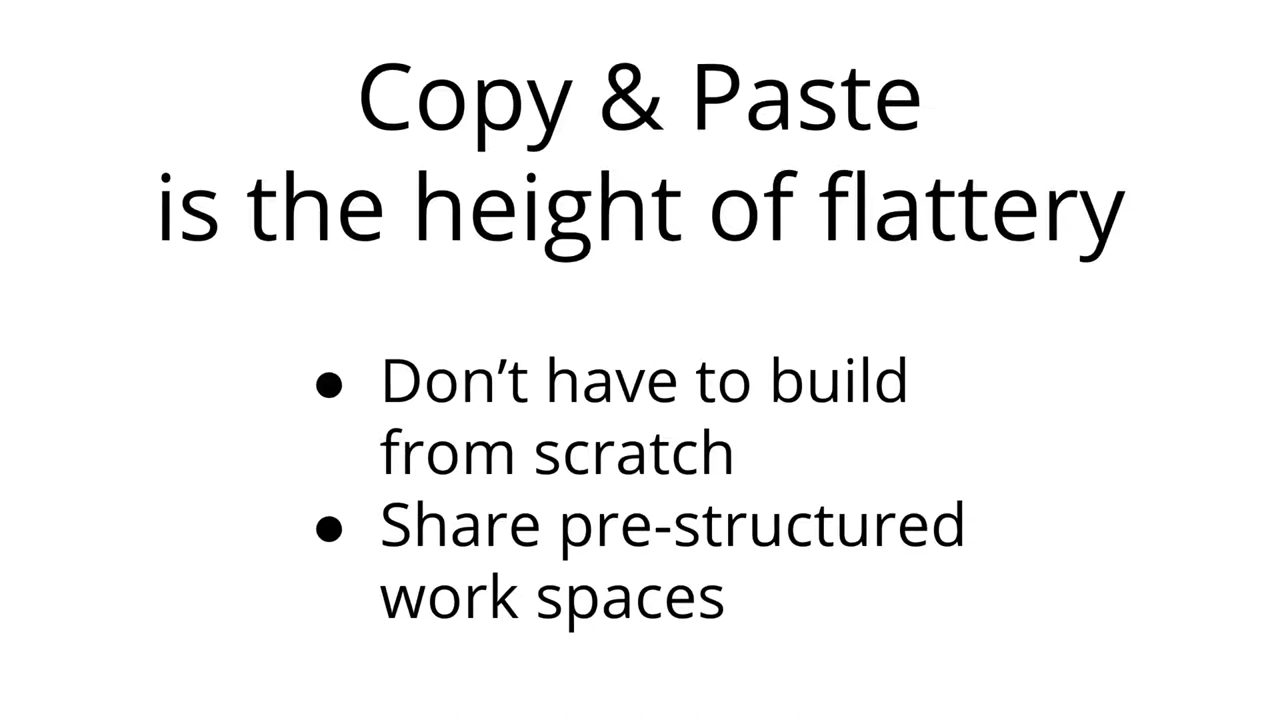 Copy & Paste
is the height of flattery
● Don’t have to build
from scratch
● Share pre-structured
work spaces